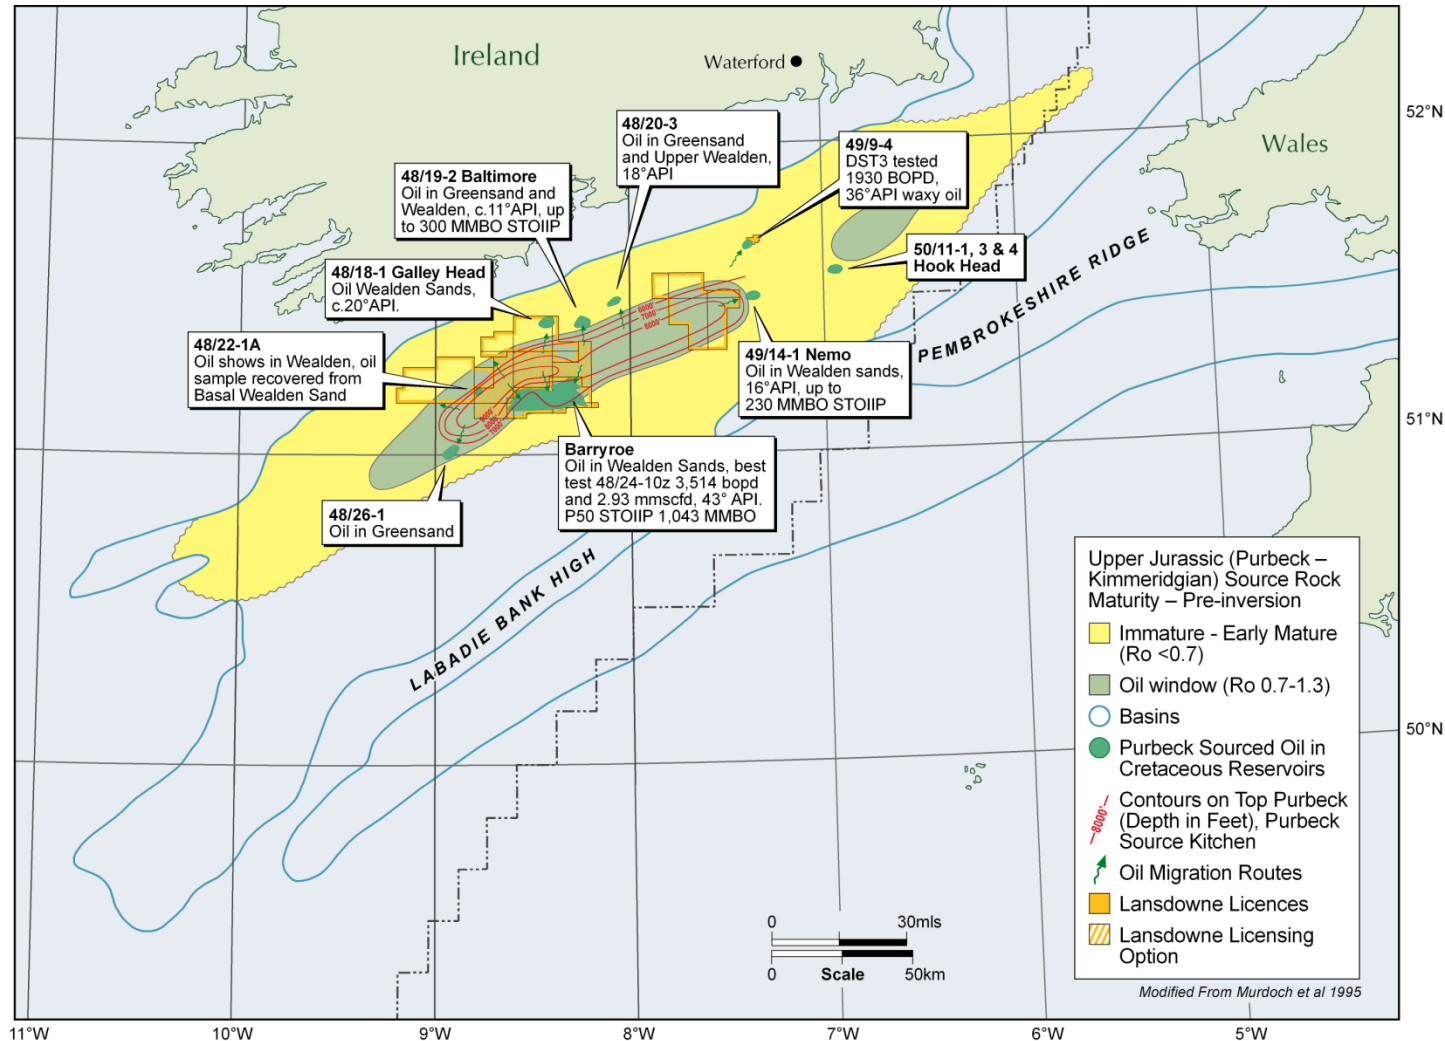 Ireland
Waterford
Wales
52°N
51°N
50°N
48/20-3
Oil in Greensand
and Upper Wealden,
18°API
49/9-4
DST3 tested
1930 BOPD,
36°API waxy oil
48/19-2 Baltimore
Oil in Greensand and
Wealden, c.11°API, up
to 300 MMBO STOIIP
50/11-1, 3 & 4
Hook Head
48/18-1 Galley Head
Oil Wealden Sands,
c.20°API.
PEMBROKESHIRE RIDGE
48/22-1A
Oil shows in Wealden, oil
sample recovered from
Basal Wealden Sand
49/14-1 Nemo
Oil in Wealden sands,
16°API, up to
230 MMBO STOIIP
6000'
7000'
8000'
9000'
8000'
7000'
Barryroe
Oil in Wealden Sands, best
test 48/24-10z 3,514 bopd
and 2.93 mmscfd, 43° API.
P50 STOIIP 1,043 MMBO
48/26-1
Oil in Greensand
LABADIE BANK HIGH
Upper Jurassic (Purbeck –
Kimmeridgian) Source Rock
Maturity – Pre-inversion
Immature - Early Mature
(Ro <0.7)
Oil window (Ro 0.7-1.3)
Basins
Purbeck Sourced Oil in
Cretaceous Reservoirs
8000'
Contours on Top Purbeck
(Depth in Feet), Purbeck
Source Kitchen
Oil Migration Routes
Lansdowne Licences
Lansdowne Licensing
Option
0 30mls
0 Scale 50km
Modified From Murdoch et al 1995
11°W 10°W 9°W 8°W 7°W 6°W 5°W